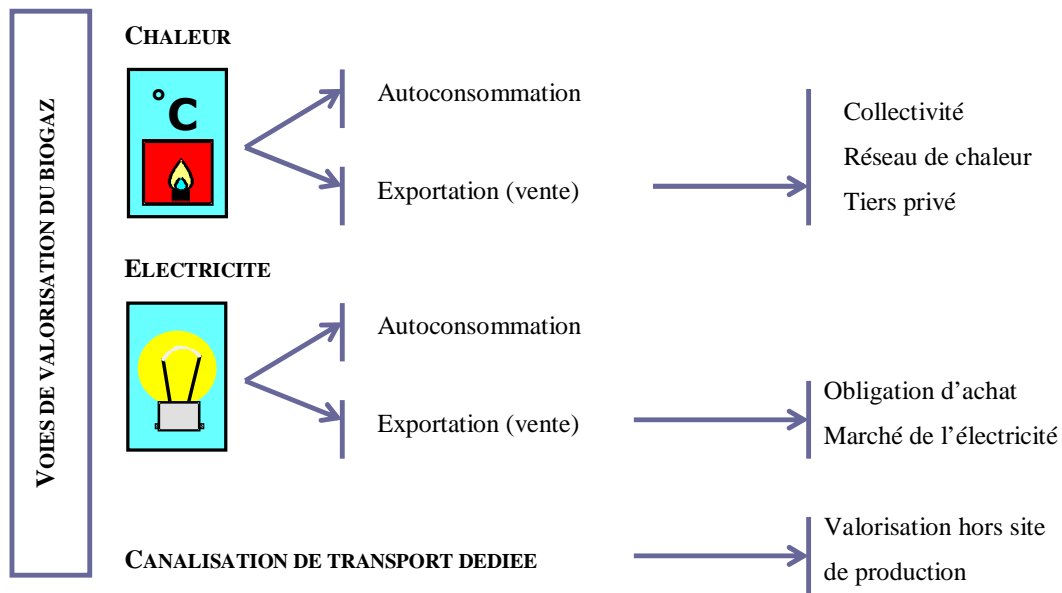 VOIES DE VALORISATION DU BIOGAZ
CHALEUR
°C
Autoconsommation
Exportation (vente)
Collectivité
Réseau de chaleur
Tiers privé
ELECTRICITE
Autoconsommation
Exportation (vente)
Obligation d’achat
Marché de l’électricité
CANALISATION DE TRANSPORT DEDIEE
Valorisation hors site
de production